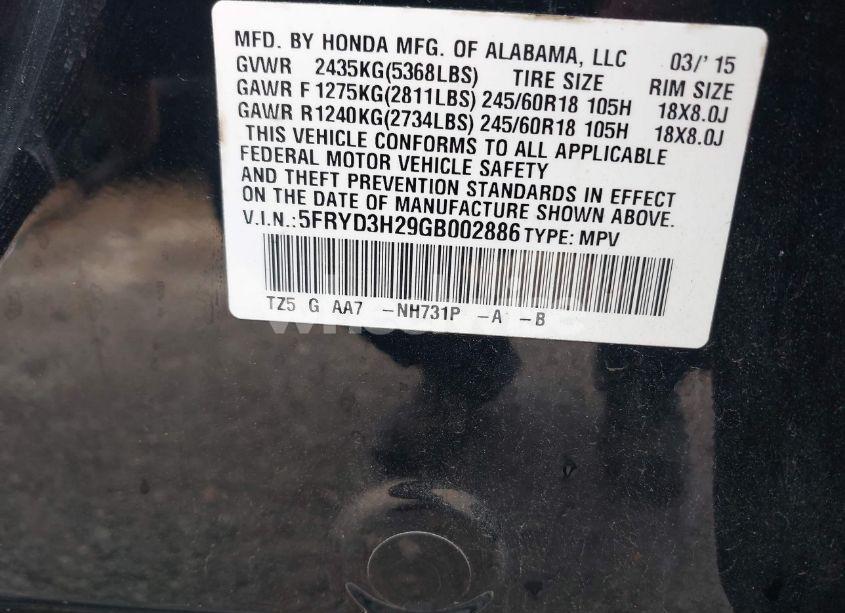 MFD. BY HONDA MFG. OF ALABAMA, LLC 03/'15
GVWR 2435KG(5368LBS) TIRE SIZE RIM SIZE
GAWR F 1275KG(2811LBS) 245/60R18 105H 18X8.0J
GAWR R1240KG(2734LBS) 245/60R18 105H 18X8.0J
THIS VEHICLE CONFORMS TO ALL APPLICABLE
FEDERAL MOTOR VEHICLE SAFETY
AND THEFT PREVENTION STANDARDS IN EFFECT
ON THE DATE OF MANUFACTURE SHOWN ABOVE.
V.I.N.:5FRYD3H29GB002886 TYPE: MPV
TZ5 G AA7 -NH731P -A -B